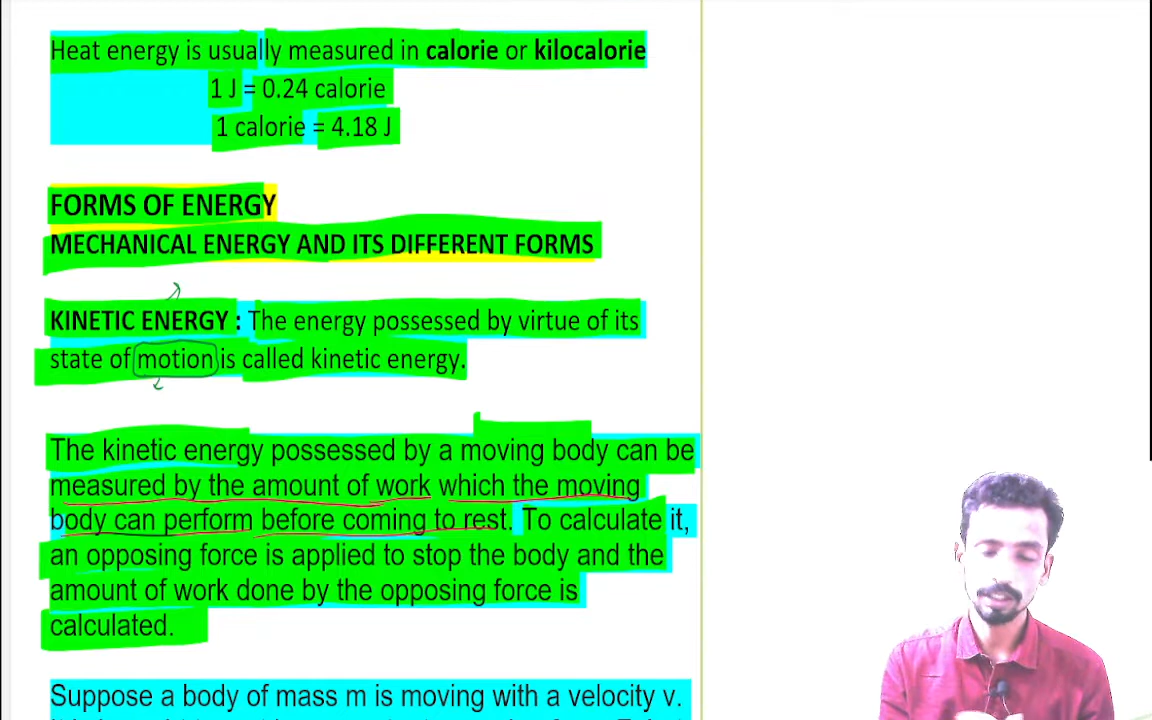 Heat energy is usually measured in calorie or kilocalorie
1 J = 0.24 calorie
1 calorie = 4.18 J
FORMS OF ENERGY
MECHANICAL ENERGY AND ITS DIFFERENT FORMS
KINETIC ENERGY : The energy possessed by virtue of its
state of motion is called kinetic energy.
The kinetic energy possessed by a moving body can be
measured by the amount of work which the moving
body can perform before coming to rest. To calculate it,
an opposing force is applied to stop the body and the
amount of work done by the opposing force is
calculated.
Suppose a body of mass m is moving with a velocity v.